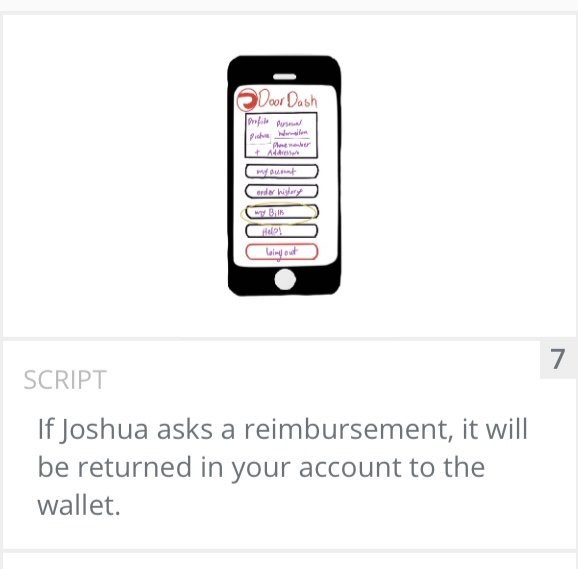 DoorDash
Profile Personal
Picture Information
Phone number
+ Address
my account
order history
my Bills
Help!
Log out
7
SCRIPT
If Joshua asks a reimbursement, it will
be returned in your account to the
wallet.